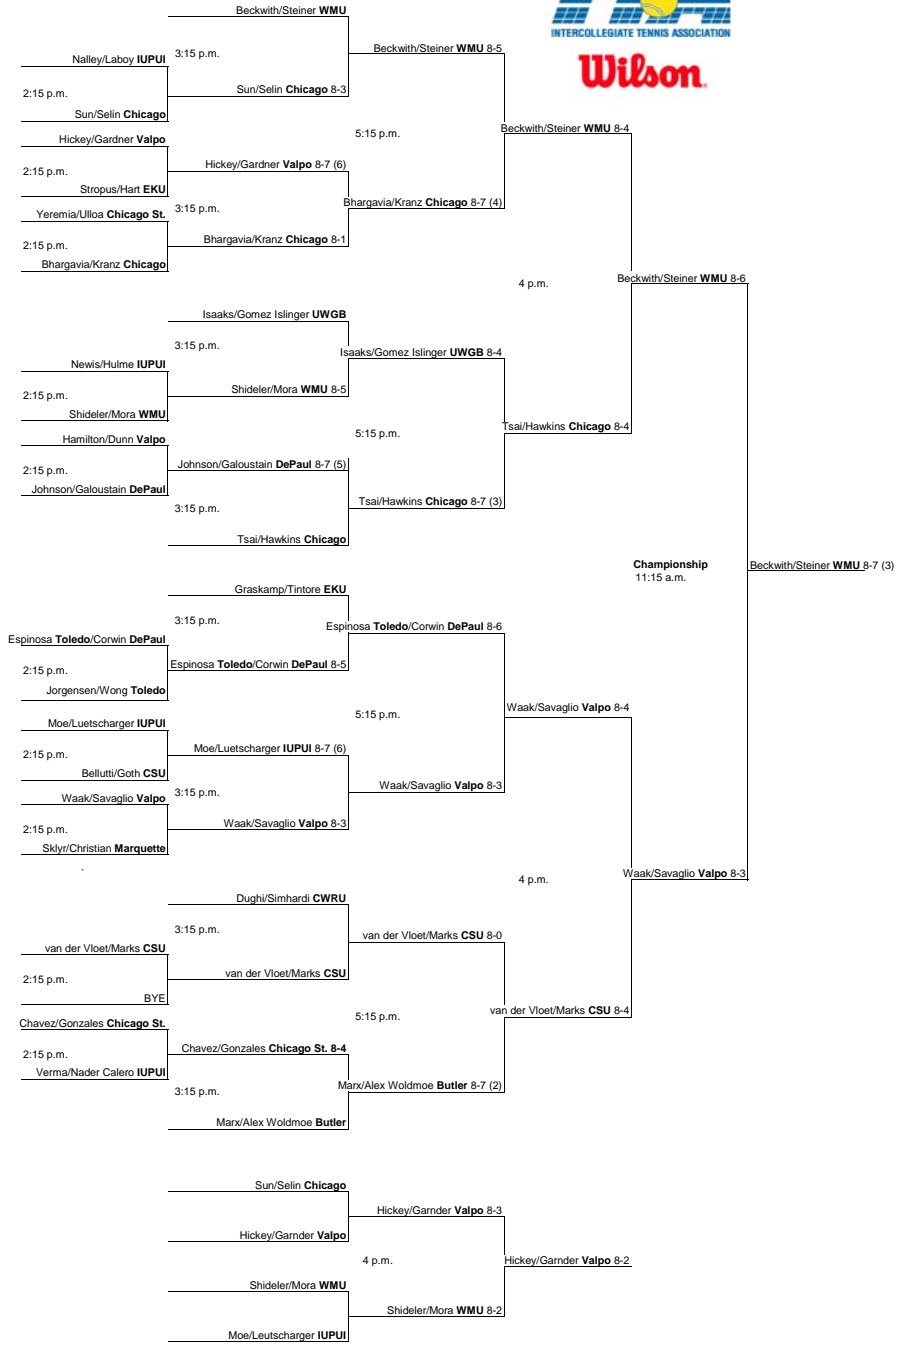 Beckwith/Steiner WMU
INTERCOLLEGIATE TENNIS ASSOCIATION
Beckwith/Steiner WMU 8-5
3:15 p.m.
Nalley/Laboy IUPUI
Wilson
Sun/Selin Chicago 8-3
2:15 p.m.
Sun/Selin Chicago
Beckwith/Steiner WMU 8-4
5:15 p.m.
Hickey/Gardner Valpo
Hickey/Gardner Valpo 8-7 (6)
2:15 p.m.
Stropus/Hart EKU
Bhargavia/Kranz Chicago 8-7 (4)
3:15 p.m.
Yeremia/Ulloa Chicago St.
Bhargavia/Kranz Chicago 8-1
2:15 p.m.
Bhargavia/Kranz Chicago
Beckwith/Steiner WMU 8-6
4 p.m.
Isaaks/Gomez Islinger UWGB
3:15 p.m.
Isaaks/Gomez Islinger UWGB 8-4
Newis/Hulme IUPUI
Shideler/Mora WMU 8-5
2:15 p.m.
Shideler/Mora WMU
Tsai/Hawkins Chicago 8-4
5:15 p.m.
Hamilton/Dunn Valpo
Johnson/Galoustain DePaul 8-7 (5)
2:15 p.m.
Johnson/Galoustain DePaul
Tsai/Hawkins Chicago 8-7 (3)
3:15 p.m.
Tsai/Hawkins Chicago
Championship
Beckwith/Steiner WMU 8-7 (3)
11:15 a.m.
Graskamp/Tintore EKU
3:15 p.m.
Espinosa Toledo/Corwin DePaul 8-6
Espinosa Toledo/Corwin DePaul
Espinosa Toledo/Corwin DePaul 8-5
2:15 p.m.
Jorgensen/Wong Toledo
Waak/Savaglio Valpo 8-4
5:15 p.m.
Moe/Luetscharger IUPUI
Moe/Luetscharger IUPUI 8-7 (6)
2:15 p.m.
Bellutti/Goth CSU
Waak/Savaglio Valpo 8-3
3:15 p.m.
Waak/Savaglio Valpo
Waak/Savaglio Valpo 8-3
2:15 p.m.
Sklyr/Christian Marquette
`
Waak/Savaglio Valpo 8-3
4 p.m.
Dughi/Simhardi CWRU
3:15 p.m.
van der Vloet/Marks CSU 8-0
van der Vloet/Marks CSU
van der Vloet/Marks CSU
2:15 p.m.
BYE
van der Vloet/Marks CSU 8-4
5:15 p.m.
Chavez/Gonzales Chicago St.
Chavez/Gonzales Chicago St. 8-4
2:15 p.m.
Verma/Nader Calero IUPUI
Marx/Alex Woldmoe Butler 8-7 (2)
3:15 p.m.
Marx/Alex Woldmoe Butler
Sun/Selin Chicago
Hickey/Garnder Valpo 8-3
Hickey/Garnder Valpo
4 p.m.
Hickey/Garnder Valpo 8-2
Shideler/Mora WMU
Shideler/Mora WMU 8-2
Moe/Leutscharger IUPUI